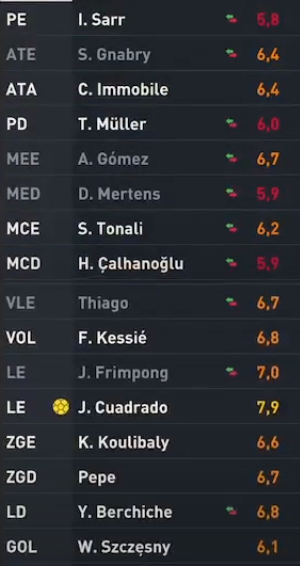 PE I. Sarr 5,8
ATE S. Gnabry 6,4
ATA C. Immobile 6,4
PD T. Müller 6,0
MEE A. Gómez 6,7
MED D. Mertens 5,9
MCE S. Tonali 6,2
MCD H. Çalhanoğlu 5,9
VLE Thiago 6,7
VOL F. Kessié 6,8
LE J. Frimpong 7,0
LE J. Cuadrado 7,9
ZGE K. Koulibaly 6,6
ZGD Pepe 6,7
LD Y. Berchiche 6,8
GOL W. Szczęsny 6,1